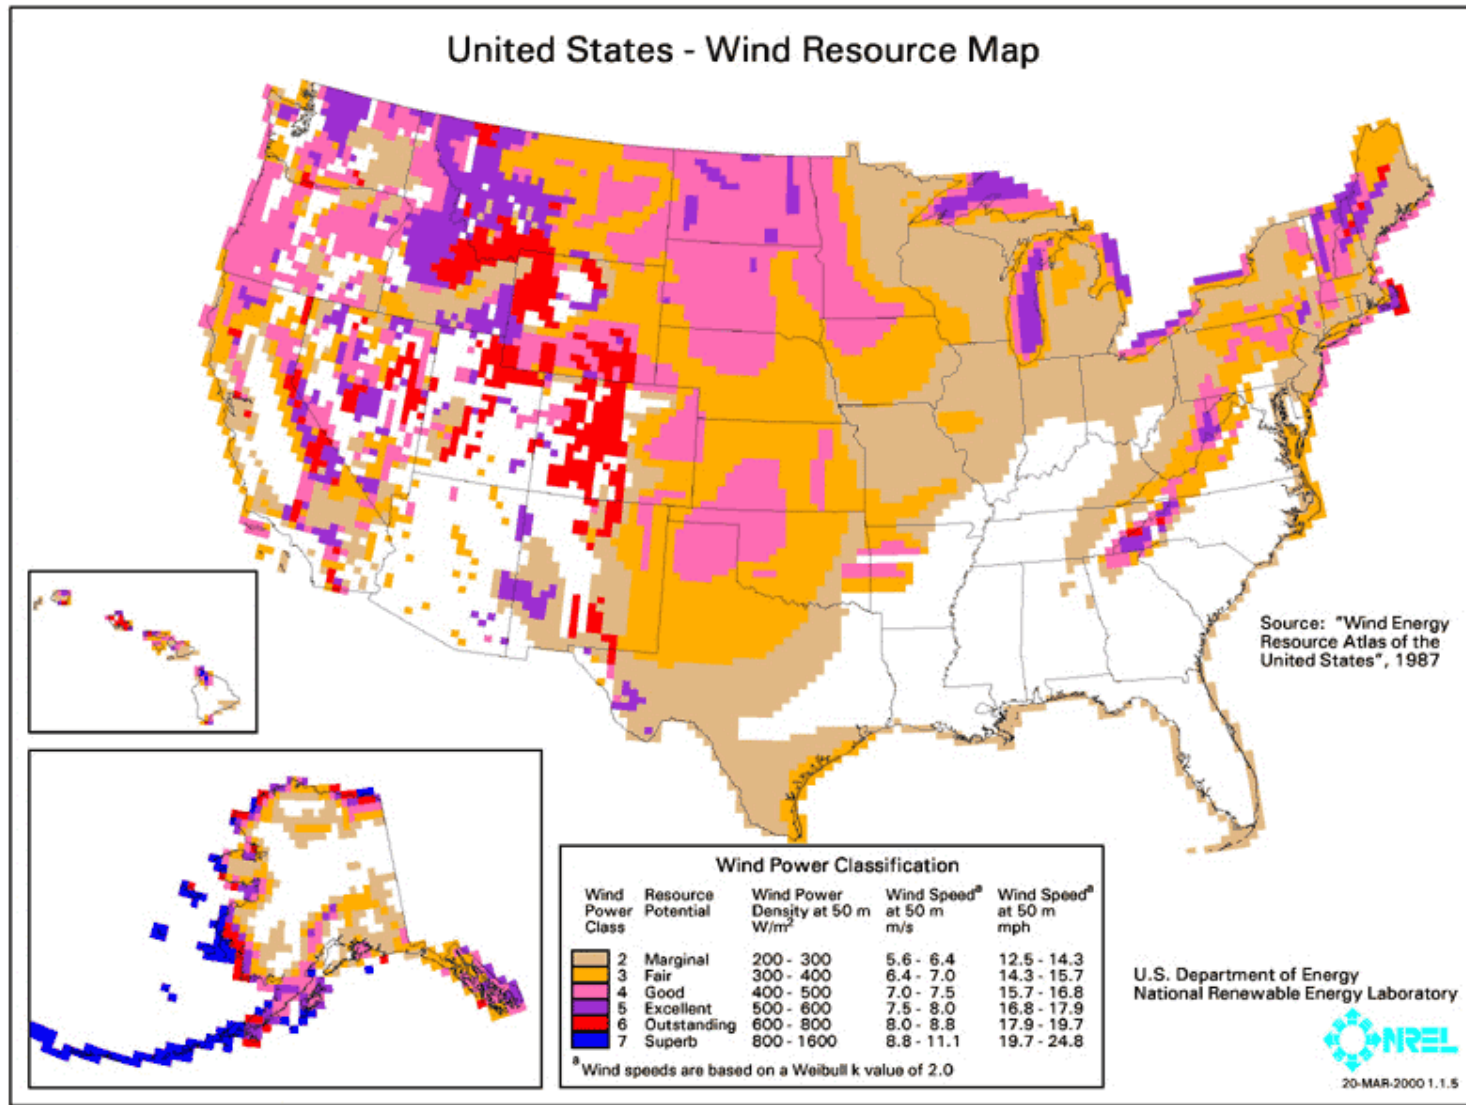 United States - Wind Resource Map
Source: "Wind Energy
Resource Atlas of the
United States", 1987
Wind Power Classification
Wind Resource Wind Power Wind Speedᵃ Wind Speedᵃ
Power Potential Density at 50 m at 50 m at 50 m
Class W/m² m/s mph
2 Marginal 200 - 300 5.6 - 6.4 12.5 - 14.3
3 Fair 300 - 400 6.4 - 7.0 14.3 - 15.7
4 Good 400 - 500 7.0 - 7.5 15.7 - 16.8
5 Excellent 500 - 600 7.5 - 8.0 16.8 - 17.9
6 Outstanding 600 - 800 8.0 - 8.8 17.9 - 19.7
7 Superb 800 - 1600 8.8 - 11.1 19.7 - 24.8
ᵃ Wind speeds are based on a Weibull k value of 2.0
U.S. Department of Energy
National Renewable Energy Laboratory
NREL
20-MAR-2000 1.1.5